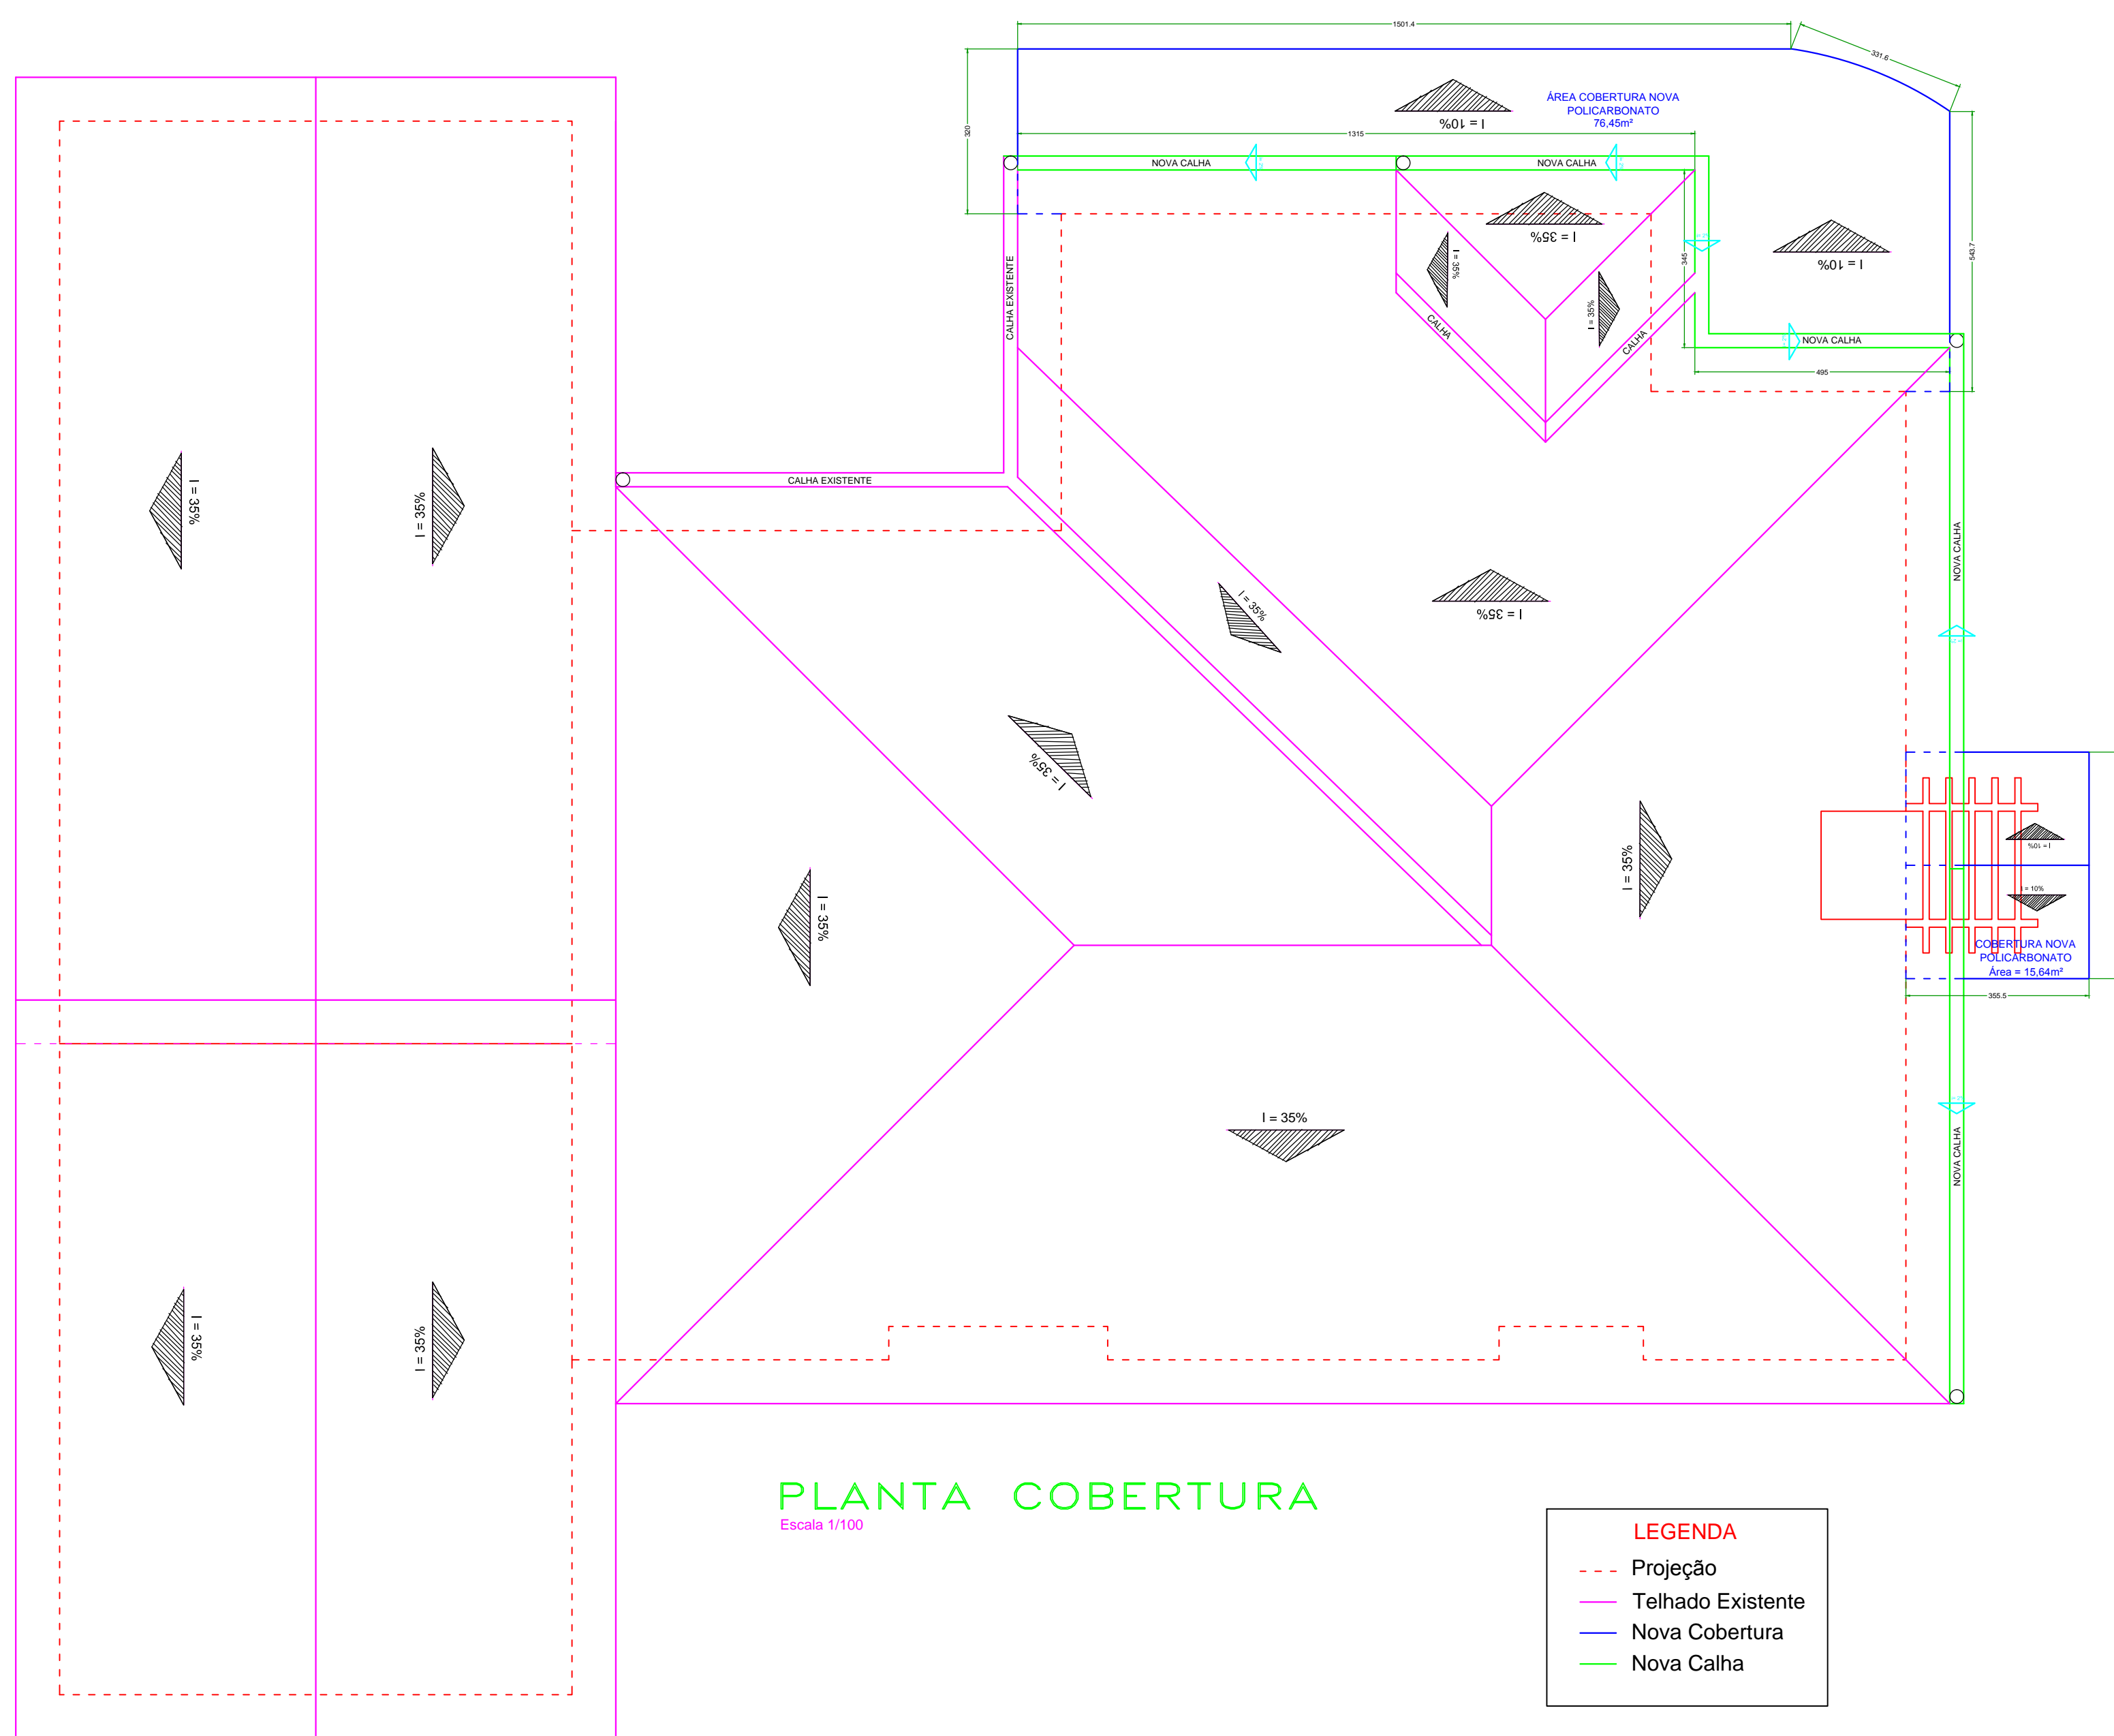 1501.4
331.6
ÁREA COBERTURA NOVA
POLICARBONATO
76,45m²
I = 10%
320
1315
NOVA CALHA
NOVA CALHA
I = 35%
I = 35%
I = 35%
CALHA
CALHA
345
I = 10%
543.7
NOVA CALHA
495
CALHA EXISTENTE
CALHA EXISTENTE
I = 35%
I = 35%
I = 35%
I = 35%
NOVA CALHA
I = 35%
I = 35%
I = 35%
I = 10%
I = 10%
COBERTURA NOVA
POLICARBONATO
Área = 15,64m²
355.5
I = 35%
NOVA CALHA
I = 35%
I = 35%
PLANTA COBERTURA
Escala 1/100
LEGENDA
Projeção
Telhado Existente
Nova Cobertura
Nova Calha